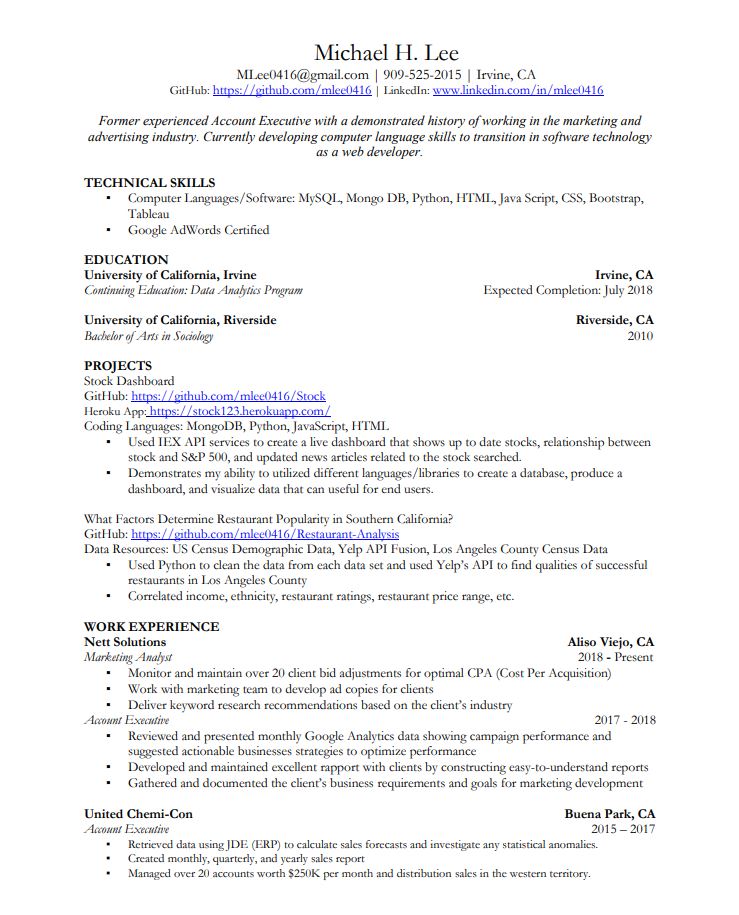 Michael H. Lee
MLee0416@gmail.com | 909-525-2015 | Irvine, CA
GitHub: https://github.com/mlee0416 | LinkedIn: www.linkedin.com/in/mlee0416
Former experienced Account Executive with a demonstrated history of working in the marketing and
advertising industry. Currently developing computer language skills to transition in software technology
as a web developer.
TECHNICAL SKILLS
▪ Computer Languages/Software: MySQL, Mongo DB, Python, HTML, Java Script, CSS, Bootstrap,
Tableau
▪ Google AdWords Certified
EDUCATION
University of California, Irvine Irvine, CA
Continuing Education: Data Analytics Program Expected Completion: July 2018
University of California, Riverside Riverside, CA
Bachelor of Arts in Sociology 2010
PROJECTS
Stock Dashboard
GitHub: https://github.com/mlee0416/Stock
Heroku App: https://stock123.herokuapp.com/
Coding Languages: MongoDB, Python, JavaScript, HTML
▪ Used IEX API services to create a live dashboard that shows up to date stocks, relationship between
stock and S&P 500, and updated news articles related to the stock searched.
▪ Demonstrates my ability to utilized different languages/libraries to create a database, produce a
dashboard, and visualize data that can useful for end users.
What Factors Determine Restaurant Popularity in Southern California?
GitHub: https://github.com/mlee0416/Restaurant-Analysis
Data Resources: US Census Demographic Data, Yelp API Fusion, Los Angeles County Census Data
▪ Used Python to clean the data from each data set and used Yelp's API to find qualities of successful
restaurants in Los Angeles County
▪ Correlated income, ethnicity, restaurant ratings, restaurant price range, etc.
WORK EXPERIENCE
Nett Solutions Aliso Viejo, CA
Marketing Analyst 2018 - Present
▪ Monitor and maintain over 20 client bid adjustments for optimal CPA (Cost Per Acquisition)
▪ Work with marketing team to develop ad copies for clients
▪ Deliver keyword research recommendations based on the client's industry
Account Executive 2017 - 2018
▪ Reviewed and presented monthly Google Analytics data showing campaign performance and
suggested actionable businesses strategies to optimize performance
▪ Developed and maintained excellent rapport with clients by constructing easy-to-understand reports
▪ Gathered and documented the client's business requirements and goals for marketing development
United Chemi-Con Buena Park, CA
Account Executive 2015 – 2017
▪ Retrieved data using JDE (ERP) to calculate sales forecasts and investigate any statistical anomalies.
▪ Created monthly, quarterly, and yearly sales report
▪ Managed over 20 accounts worth $250K per month and distribution sales in the western territory.